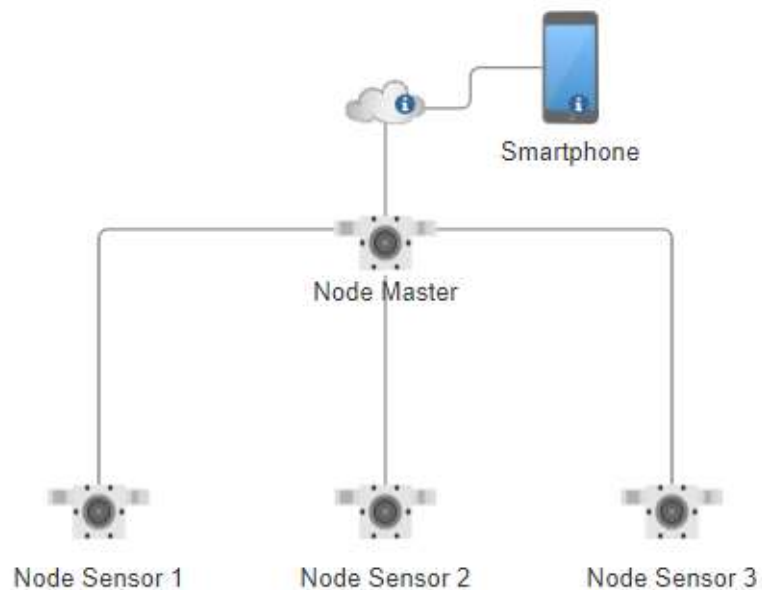 Smartphone
Node Master
Node Sensor 1
Node Sensor 2
Node Sensor 3